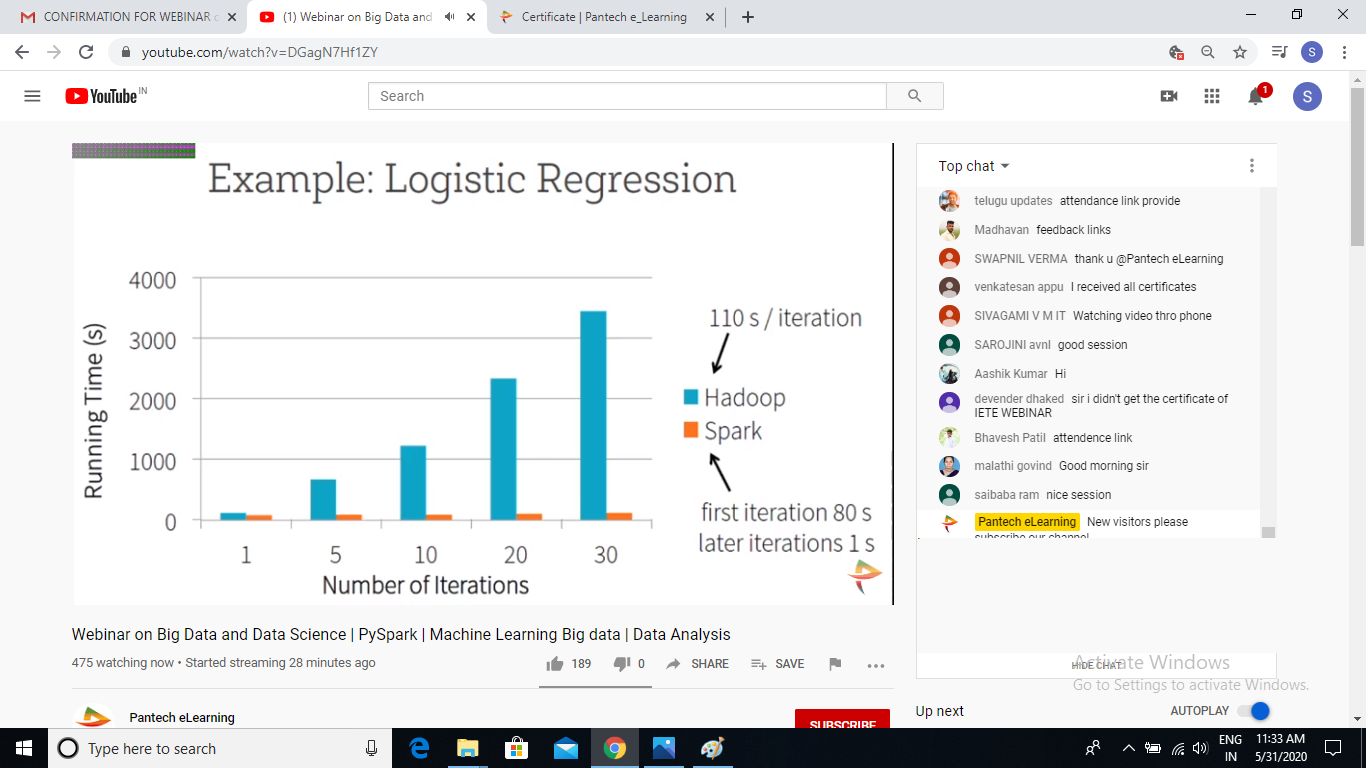 CONFIRMATION FOR WEBINAR
(1) Webinar on Big Data and
Certificate | Pantech e_Learning
youtube.com/watch?v=DGagN7Hf1ZY
S
YouTube IN
Search
1
S
Example: Logistic Regression
4000
3000
2000
1000
0
Running Time (s)
1 5 10 20 30
Number of Iterations
110 s / iteration
Hadoop
Spark
first iteration 80 s
later iterations 1 s
Top chat
telugu updates attendance link provide
Madhavan feedback links
SWAPNIL VERMA thank u @Pantech eLearning
venkatesan appu I received all certificates
SIVAGAMI V M IT Watching video thro phone
SAROJINI avnl good session
Aashik Kumar Hi
devender dhaked sir i didn't get the certificate of
IETE WEBINAR
Bhavesh Patil attendence link
malathi govind Good morning sir
saibaba ram nice session
Pantech eLearning New visitors please
subscribe our channel
HIDE CHAT
Webinar on Big Data and Data Science | PySpark | Machine Learning Big data | Data Analysis
475 watching now • Started streaming 28 minutes ago
189 0 SHARE SAVE
Pantech eLearning
SUBSCRIBE
Activate Windows
Go to Settings to activate Windows.
Up next AUTOPLAY
Type here to search
ENG
IN
11:33 AM
5/31/2020